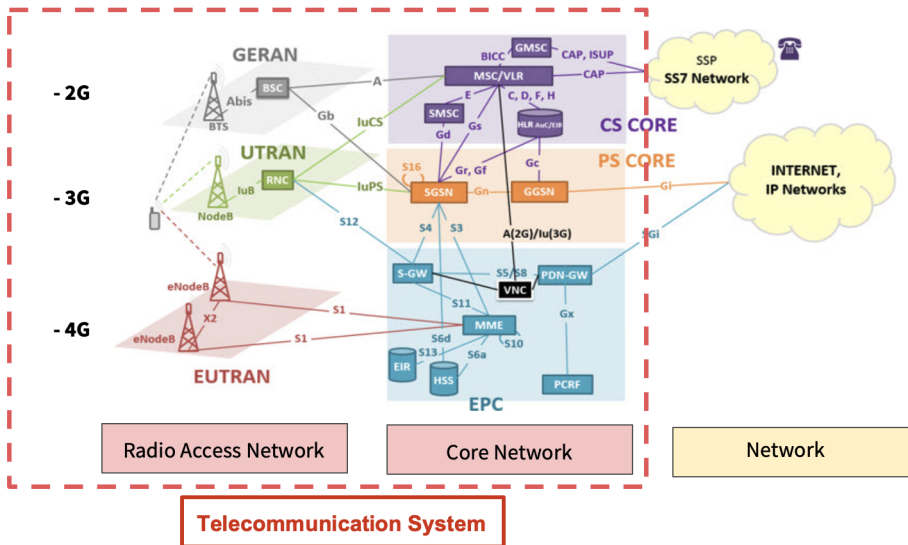 GERAN
- 2G
BSC
Abis
BTS
A
Gb
IuCS
UTRAN
- 3G
RNC
IuB
NodeB
IuPS
S12
eNodeB
X2
eNodeB
S1
S1
- 4G
EUTRAN
GMSC
BICC
CAP, ISUP
MSC/VLR
CAP
E
C, D, F, H
SMSC
HLR AuC/EIR
Gd
Gs
CS CORE
PS CORE
Gr, Gf
Gc
S16
SGSN
Gn
GGSN
Gi
S4
S3
A(2G)/Iu(3G)
SGi
S-GW
S5/S8
PDN-GW
VNC
S11
MME
Gx
S6d
S13
S6a
S10
EIR
HSS
PCRF
EPC
SSP
SS7 Network
INTERNET,
IP Networks
Radio Access Network
Core Network
Network
Telecommunication System